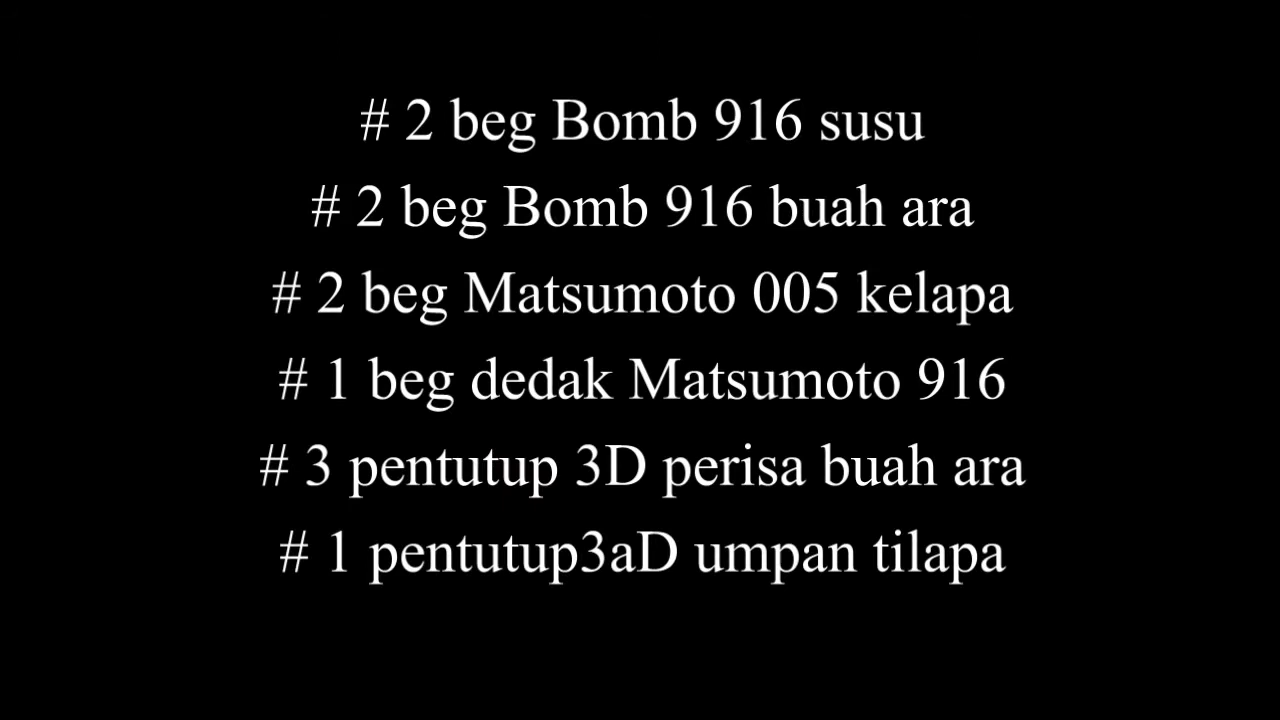 # 2 beg Bomb 916 susu
# 2 beg Bomb 916 buah ara
# 2 beg Matsumoto 005 kelapa
# 1 beg dedak Matsumoto 916
# 3 pentutup 3D perisa buah ara
# 1 pentutup3aD umpan tilapa